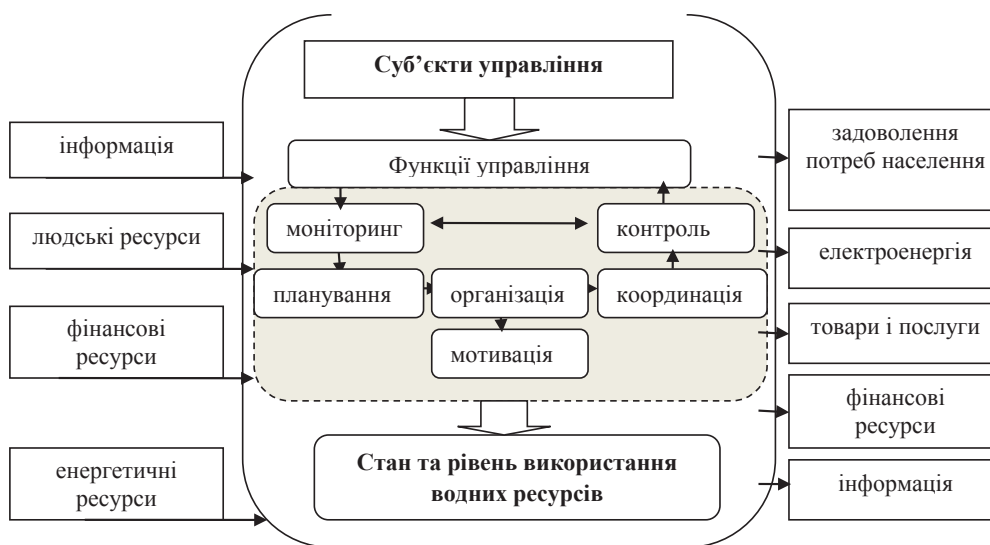 Суб’єкти управління
Функції управління
моніторинг
контроль
планування
організація
координація
мотивація
Стан та рівень використання
водних ресурсів
інформація
людські ресурси
фінансові
ресурси
енергетичні
ресурси
задоволення
потреб населення
електроенергія
товари і послуги
фінансові
ресурси
інформація